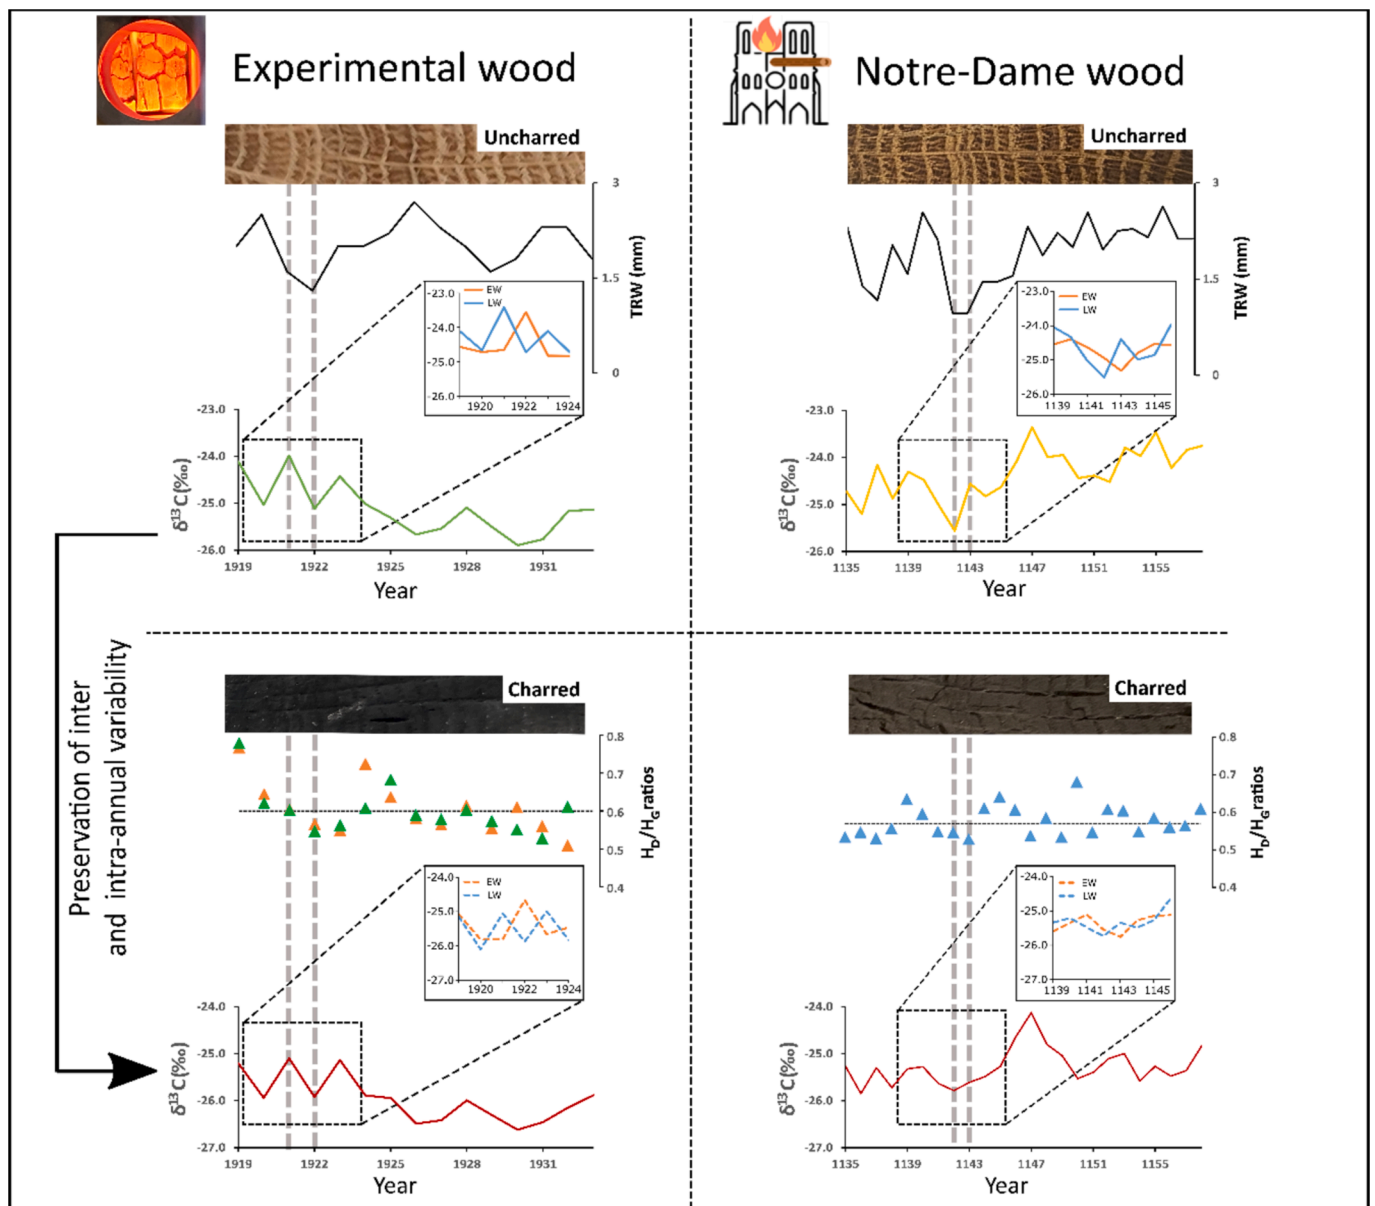 Experimental wood
Uncharred
3
1.5
0
TRW (mm)
EW
LW
-23.0
-24.0
-25.0
-26.0
1920 1922 1924
-23.0
-24.0
-25.0
-26.0
δ¹³C(‰)
1919 1922 1925 1928 1931
Year
Notre-Dame wood
Uncharred
3
1.5
0
TRW (mm)
EW
LW
-23.0
-24.0
-25.0
-26.0
1139 1141 1143 1145
-23.0
-24.0
-25.0
-26.0
δ¹³C(‰)
1135 1139 1143 1147 1151 1155
Year
Preservation of inter
and intra-annual variability
Charred
0.8
0.7
0.6
0.5
0.4
H_D/H_G ratios
EW
LW
-24.0
-25.0
-26.0
-27.0
1920 1922 1924
-24.0
-25.0
-26.0
-27.0
δ¹³C(‰)
1919 1922 1925 1928 1931
Year
Charred
0.8
0.7
0.6
0.5
0.4
H_D/H_G ratios
EW
LW
-24.0
-25.0
-26.0
-27.0
1139 1141 1143 1145
-24.0
-25.0
-26.0
-27.0
δ¹³C(‰)
1135 1139 1143 1147 1151 1155
Year